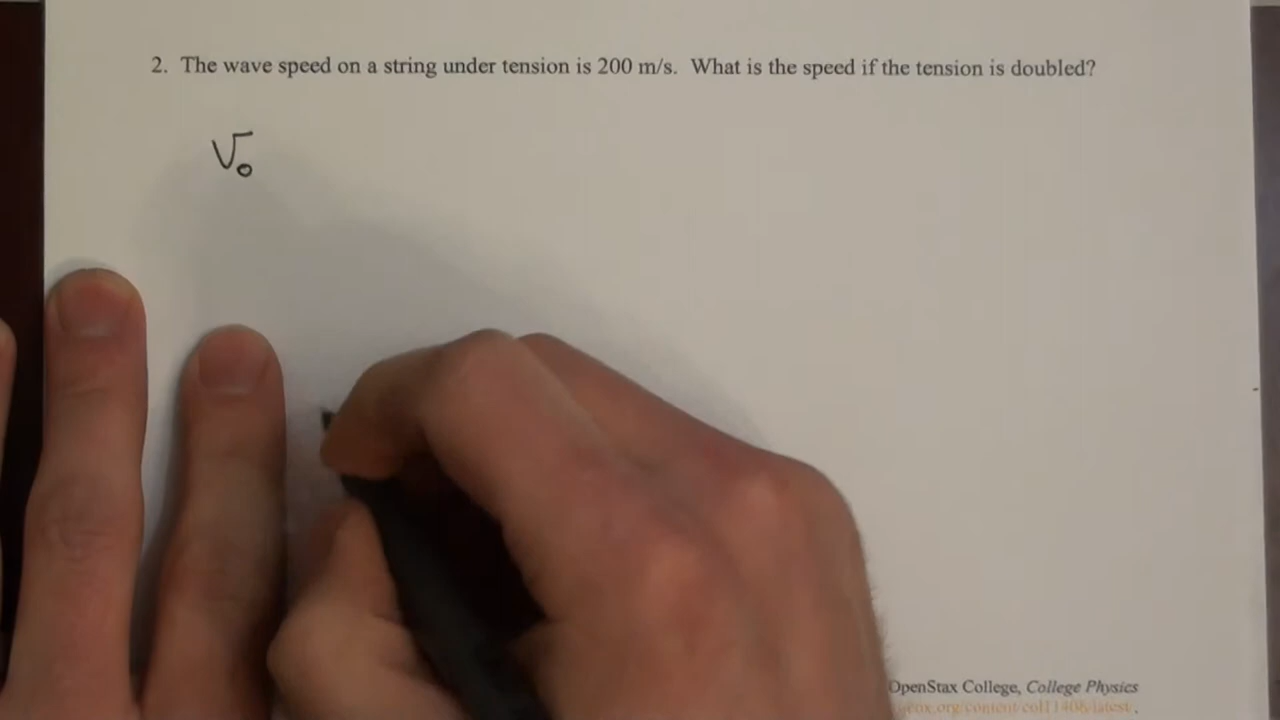 2. The wave speed on a string under tension is 200 m/s. What is the speed if the tension is doubled?
V₀
OpenStax College, College Physics